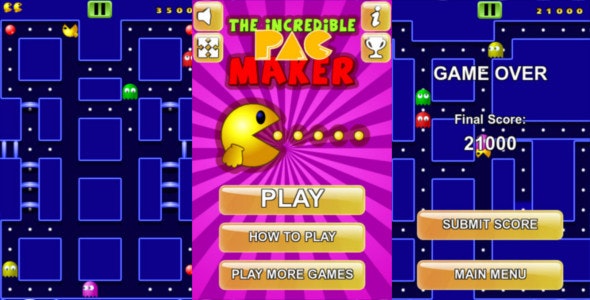 3500
THE INCREDIBLE
PAC
MAKER
i
PLAY
HOW TO PLAY
PLAY MORE GAMES
21000
GAME OVER
Final Score:
21000
SUBMIT SCORE
MAIN MENU